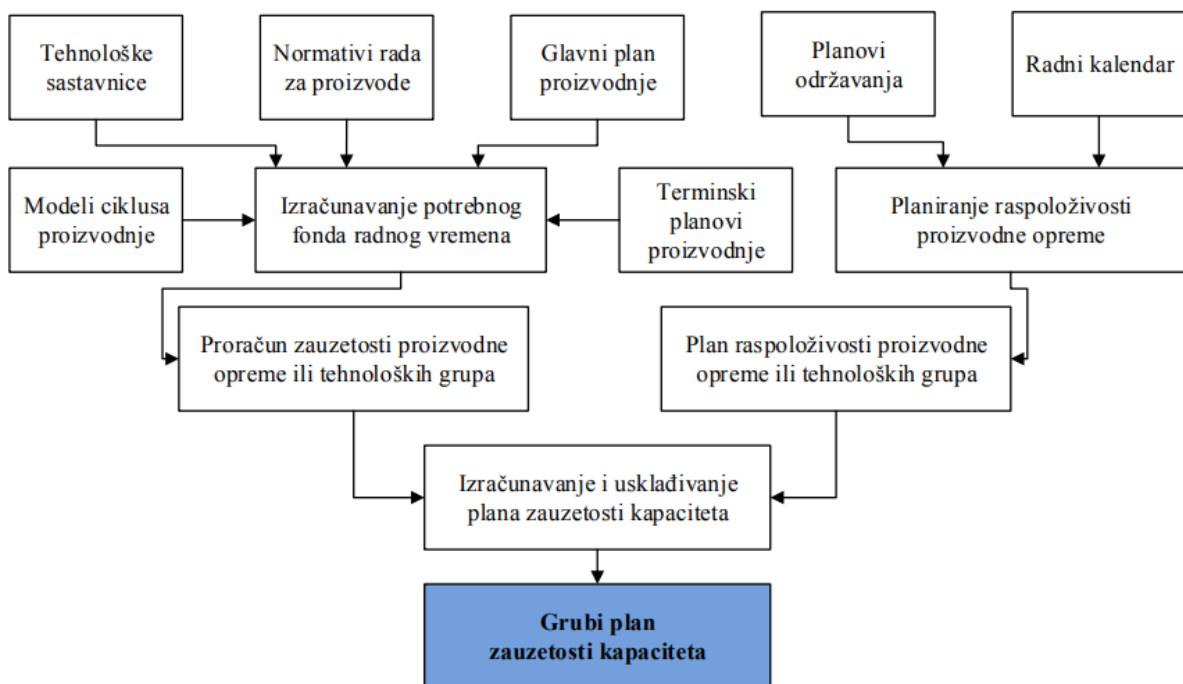 Tehnološke
sastavnice
Normativi rada
za proizvode
Glavni plan
proizvodnje
Planovi
održavanja
Radni kalendar
Modeli ciklusa
proizvodnje
Izračunavanje potrebnog
fonda radnog vremena
Terminski
planovi
proizvodnje
Planiranje raspoloživosti
proizvodne opreme
Proračun zauzetosti proizvodne
opreme ili tehnoloških grupa
Plan raspoloživosti proizvodne
opreme ili tehnoloških grupa
Izračunavanje i usklađivanje
plana zauzetosti kapaciteta
Grubi plan
zauzetosti kapaciteta